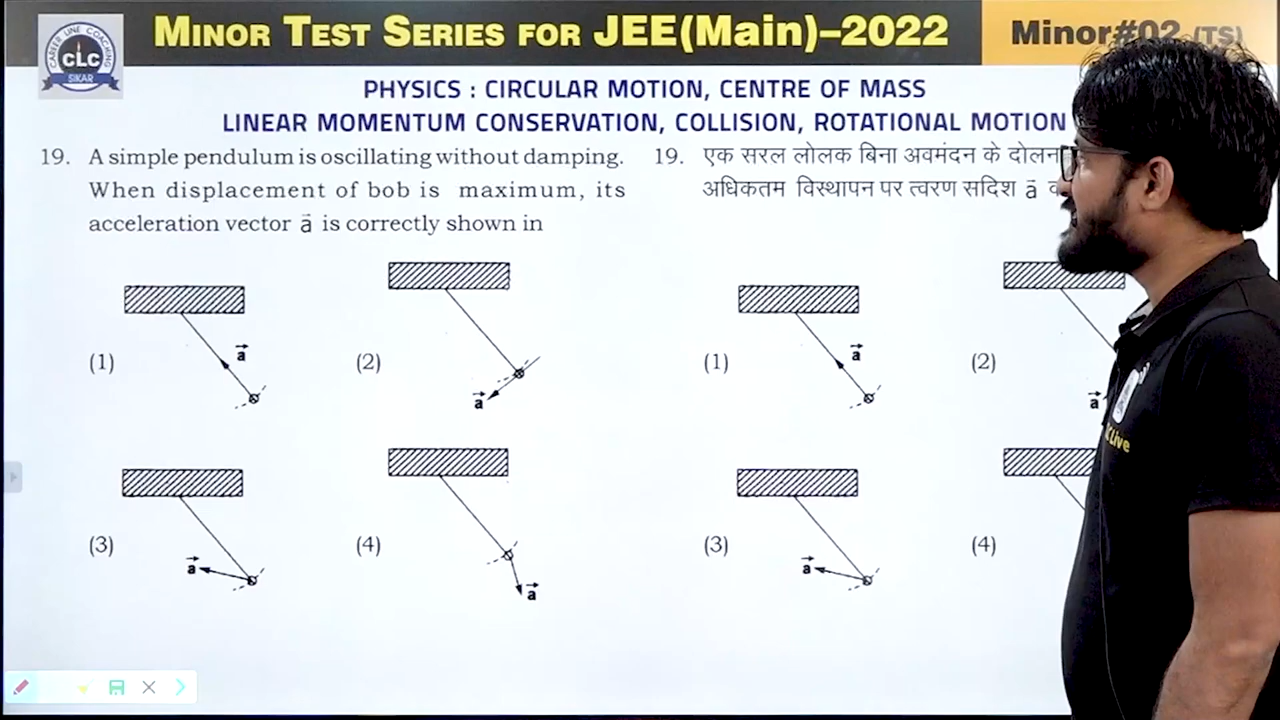 MINOR TEST SERIES FOR JEE(Main)–2022
Minor#02 (TS)
CAREER LINE COACHING
CLC
SIKAR
PHYSICS : CIRCULAR MOTION, CENTRE OF MASS
LINEAR MOMENTUM CONSERVATION, COLLISION, ROTATIONAL MOTION
19. A simple pendulum is oscillating without damping.
When displacement of bob is maximum, its
acceleration vector a⃗ is correctly shown in
(1)
a⃗
(2)
a⃗
(3)
a⃗
(4)
a⃗
19. एक सरल लोलक बिना अवमंदन के दोलन
अधिकतम विस्थापन पर त्वरण सदिश a⃗
(1)
a⃗
(2)
a⃗
(3)
a⃗
(4)
Live